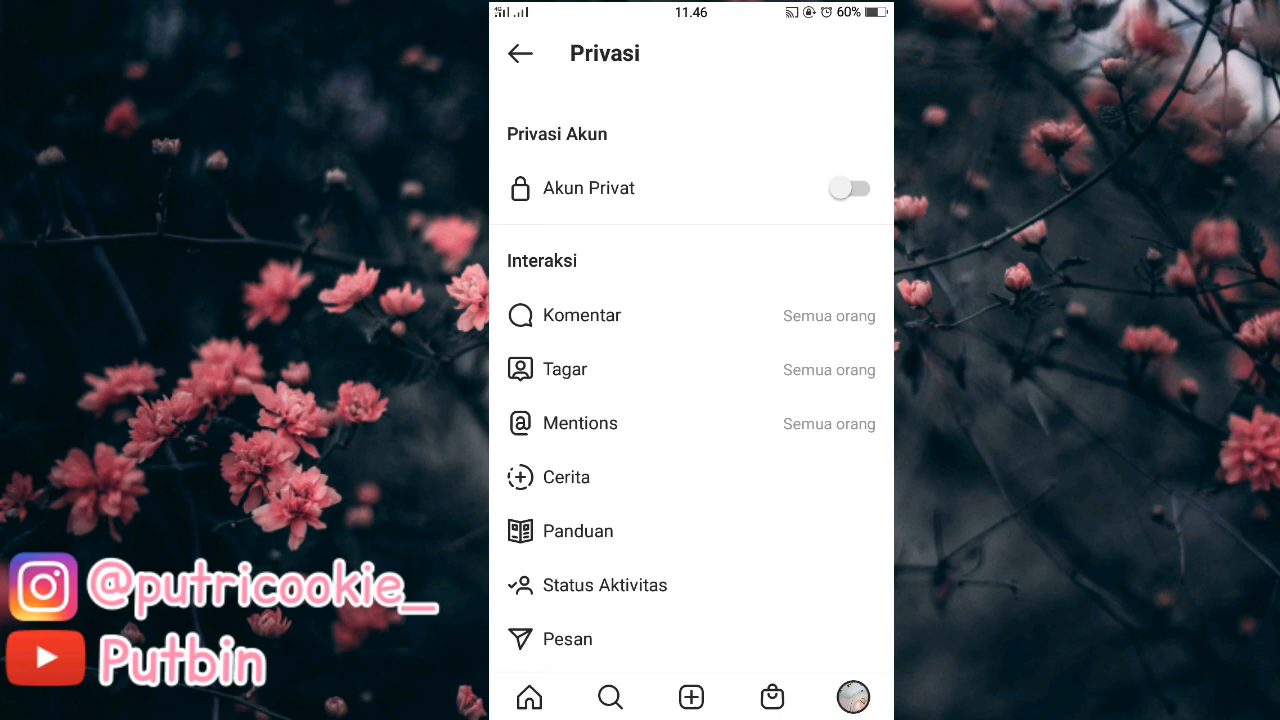 11.46
60%
Privasi
Privasi Akun
Akun Privat
Interaksi
Komentar Semua orang
Tagar Semua orang
Mentions Semua orang
Cerita
Panduan
Status Aktivitas
Pesan
@putricookie_
Putbin